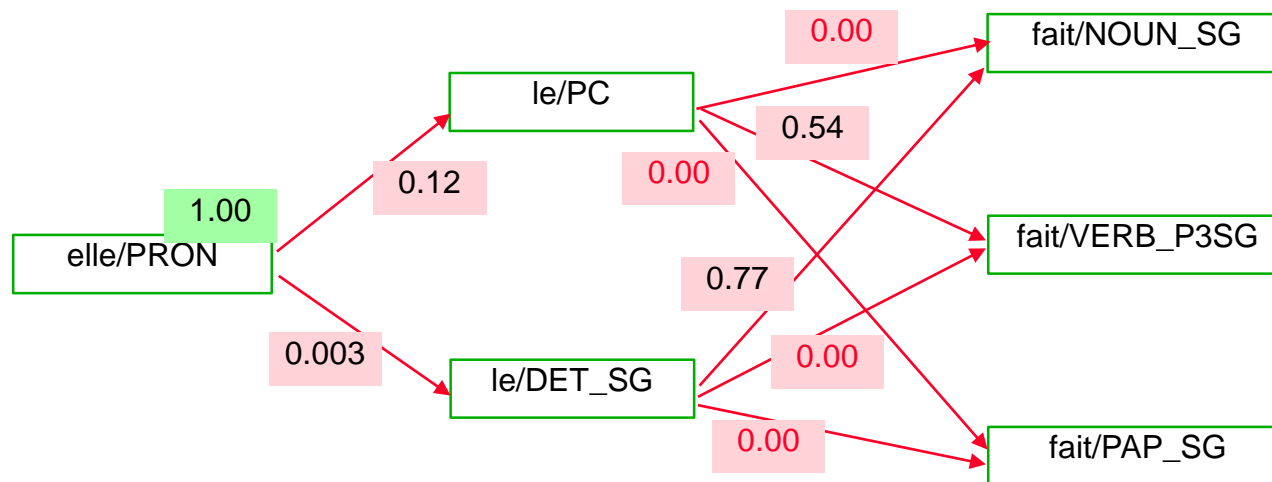 0.00
fait/NOUN_SG
le/PC
0.54
0.12
0.00
1.00
elle/PRON
fait/VERB_P3SG
0.77
0.003
0.00
le/DET_SG
0.00
fait/PAP_SG